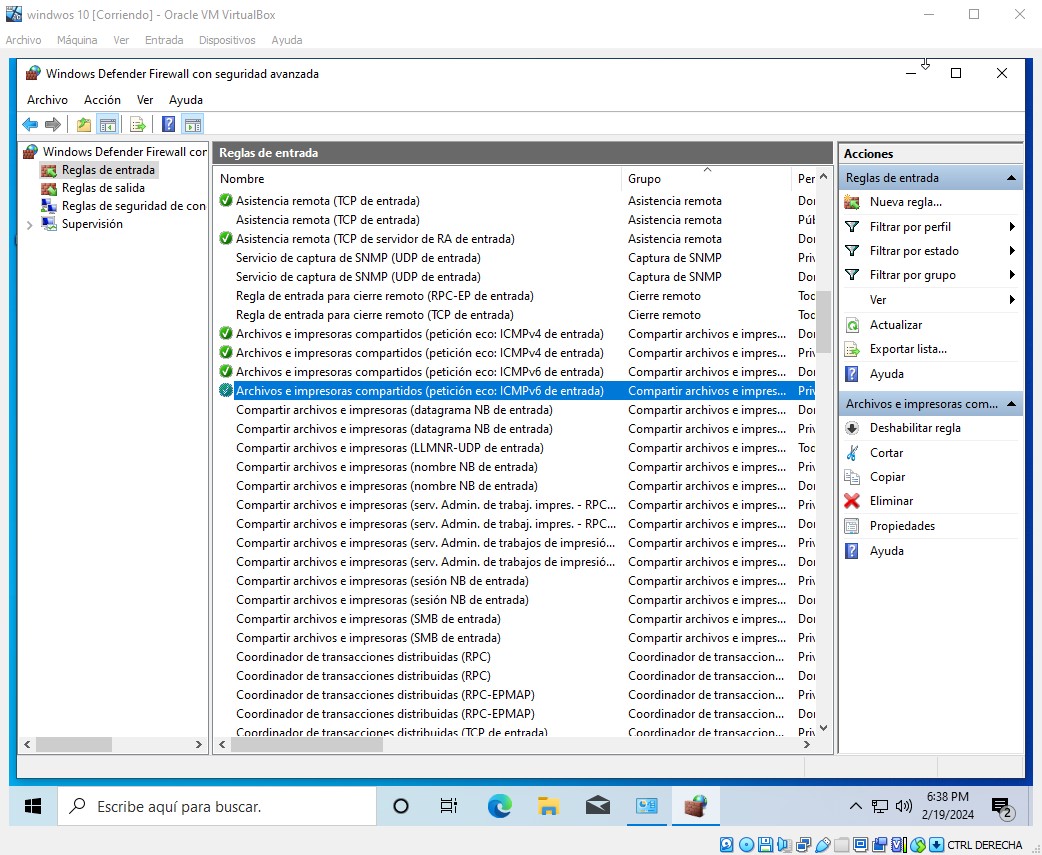 windwos 10 [Corriendo] - Oracle VM VirtualBox
Archivo Máquina Ver Entrada Dispositivos Ayuda
Windows Defender Firewall con seguridad avanzada
Archivo Acción Ver Ayuda
Windows Defender Firewall cor
Reglas de entrada
Reglas de salida
Reglas de seguridad de con
Supervisión
Reglas de entrada
Nombre Grupo Per
Asistencia remota (TCP de entrada) Asistencia remota Dor
Asistencia remota (TCP de entrada) Asistencia remota Púb
Asistencia remota (TCP de servidor de RA de entrada) Asistencia remota Dor
Servicio de captura de SNMP (UDP de entrada) Captura de SNMP Priv
Servicio de captura de SNMP (UDP de entrada) Captura de SNMP Dor
Regla de entrada para cierre remoto (RPC-EP de entrada) Cierre remoto Tod
Regla de entrada para cierre remoto (TCP de entrada) Cierre remoto Tod
Archivos e impresoras compartidos (petición eco: ICMPv4 de entrada) Compartir archivos e impres... Dor
Archivos e impresoras compartidos (petición eco: ICMPv4 de entrada) Compartir archivos e impres... Priv
Archivos e impresoras compartidos (petición eco: ICMPv6 de entrada) Compartir archivos e impres... Dor
Archivos e impresoras compartidos (petición eco: ICMPv6 de entrada) Compartir archivos e impres... Priv
Compartir archivos e impresoras (datagrama NB de entrada) Compartir archivos e impres... Dor
Compartir archivos e impresoras (datagrama NB de entrada) Compartir archivos e impres... Priv
Compartir archivos e impresoras (LLMNR-UDP de entrada) Compartir archivos e impres... Tod
Compartir archivos e impresoras (nombre NB de entrada) Compartir archivos e impres... Priv
Compartir archivos e impresoras (nombre NB de entrada) Compartir archivos e impres... Dor
Compartir archivos e impresoras (serv. Admin. de trabaj. impres. - RPC... Compartir archivos e impres... Priv
Compartir archivos e impresoras (serv. Admin. de trabaj. impres. - RPC... Compartir archivos e impres... Dor
Compartir archivos e impresoras (serv. Admin. de trabajos de impresió... Compartir archivos e impres... Priv
Compartir archivos e impresoras (serv. Admin. de trabajos de impresió... Compartir archivos e impres... Dor
Compartir archivos e impresoras (sesión NB de entrada) Compartir archivos e impres... Priv
Compartir archivos e impresoras (sesión NB de entrada) Compartir archivos e impres... Dor
Compartir archivos e impresoras (SMB de entrada) Compartir archivos e impres... Dor
Compartir archivos e impresoras (SMB de entrada) Compartir archivos e impres... Priv
Coordinador de transacciones distribuidas (RPC) Coordinador de transaccion... Priv
Coordinador de transacciones distribuidas (RPC) Coordinador de transaccion... Dor
Coordinador de transacciones distribuidas (RPC-EPMAP) Coordinador de transaccion... Priv
Coordinador de transacciones distribuidas (RPC-EPMAP) Coordinador de transaccion... Dor
Coordinador de transacciones distribuidas (TCP de entrada) Coordinador de transaccion... Priv
Acciones
Reglas de entrada
Nueva regla...
Filtrar por perfil
Filtrar por estado
Filtrar por grupo
Ver
Actualizar
Exportar lista...
Ayuda
Archivos e impresoras com...
Deshabilitar regla
Cortar
Copiar
Eliminar
Propiedades
Ayuda
Escribe aquí para buscar.
6:38 PM
2/19/2024
2
CTRL DERECHA